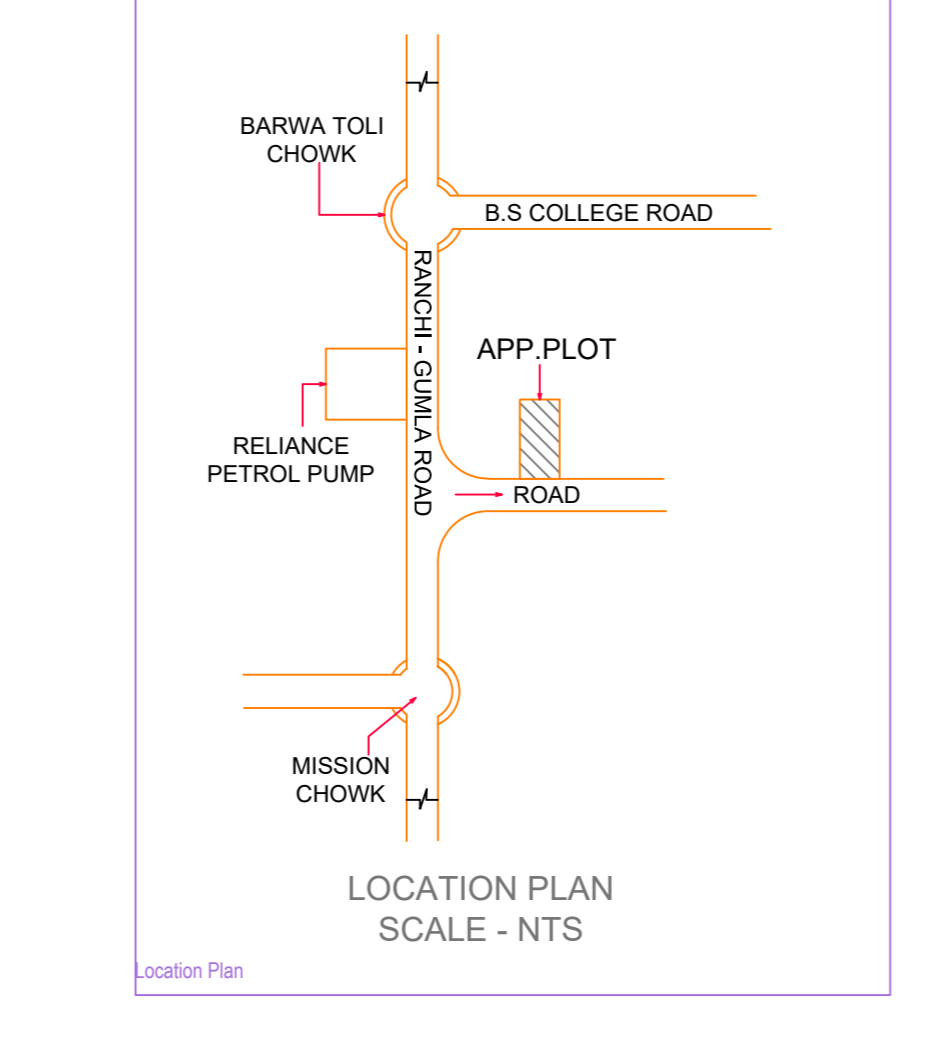 BARWA TOLI
CHOWK
B.S COLLEGE ROAD
RANCHI - GUMLA ROAD
APP.PLOT
RELIANCE
PETROL PUMP
ROAD
MISSION
CHOWK
LOCATION PLAN
SCALE - NTS
Location Plan